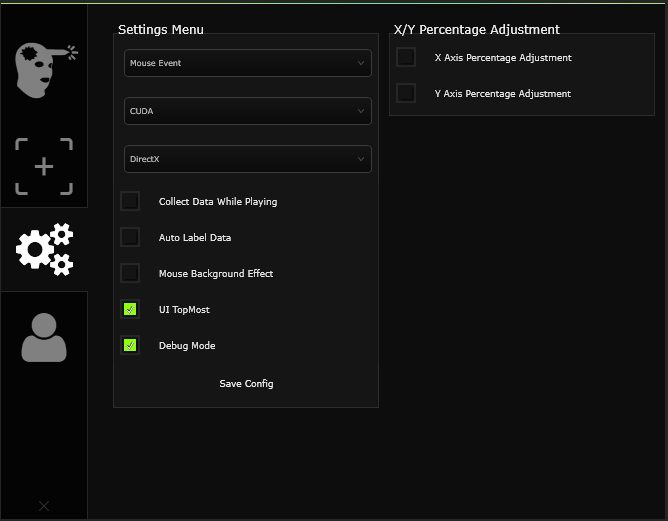 Settings Menu
Mouse Event
CUDA
DirectX
Collect Data While Playing
Auto Label Data
Mouse Background Effect
UI TopMost
Debug Mode
Save Config
X/Y Percentage Adjustment
X Axis Percentage Adjustment
Y Axis Percentage Adjustment